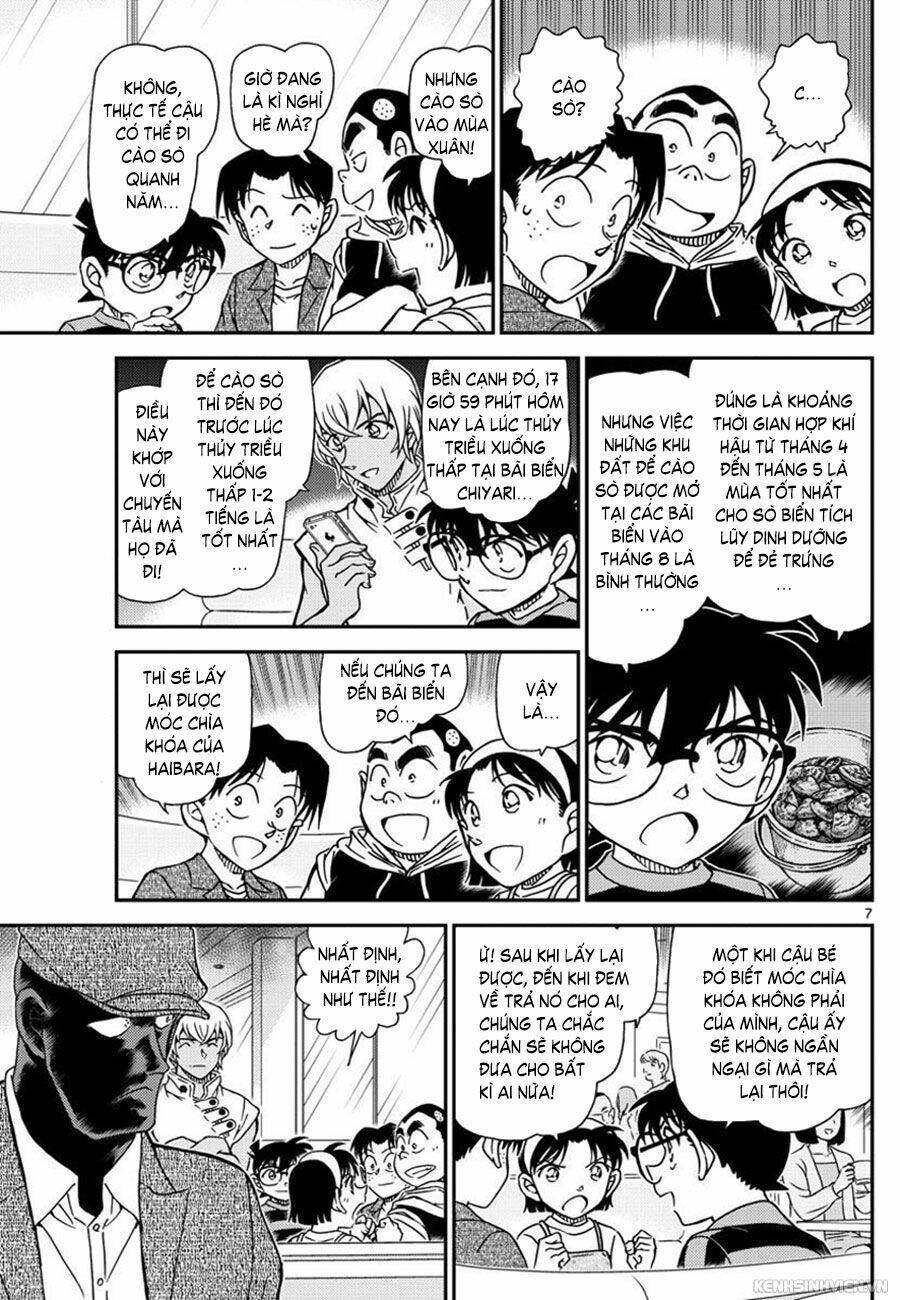 C...
CÀO
SÒ?
NHƯNG
CÀO SÒ
VÀO MÙA
XUÂN!
GIỜ ĐANG
LÀ KÌ NGHỈ
HÈ MÀ?
KHÔNG,
THỰC TẾ CẬU
CÓ THỂ ĐI
CÀO SÒ
QUANH
NĂM...
ĐÚNG LÀ KHOẢNG
THỜI GIAN HỢP KHÍ
HẬU TỪ THÁNG 4
ĐẾN THÁNG 5 LÀ
MÙA TỐT NHẤT
CHO SÒ BIỂN TÍCH
LŨY DINH DƯỠNG
ĐỂ ĐẺ TRỨNG
...
NHƯNG VIỆC
NHỮNG KHU
ĐẤT ĐỂ CÀO
SÒ ĐƯỢC MỞ
TẠI CÁC BÃI
BIỂN VÀO
THÁNG 8 LÀ
BÌNH THƯỜNG
...
BÊN CẠNH ĐÓ, 17
GIỜ 59 PHÚT HÔM
NAY LÀ LÚC THỦY
TRIỀU XUỐNG
THẤP TẠI BÃI BIỂN
CHIYARI...
ĐỂ CÀO SÒ
THÌ ĐẾN ĐÓ
TRƯỚC LÚC
THỦY TRIỀU
XUỐNG
THẤP 1-2
TIẾNG LÀ
TỐT NHẤT
...
ĐIỀU
NÀY
KHỚP
VỚI
CHUYẾN
TÀU MÀ
HỌ ĐÃ
ĐI!
VẬY
LÀ...
NẾU CHÚNG TA
ĐẾN BÃI BIỂN
ĐÓ...
THÌ SẼ LẤY
LẠI ĐƯỢC
MÓC CHÌA
KHÓA CỦA
HAIBARA!
7
MỘT KHI CẬU BÉ
ĐÓ BIẾT MÓC CHÌA
KHÓA KHÔNG PHẢI
CỦA MÌNH, CẬU ẤY
SẼ KHÔNG NGẦN
NGẠI GÌ MÀ TRẢ
LẠI THÔI!
Ừ! SAU KHI LẤY LẠI
ĐƯỢC, ĐẾN KHI ĐEM
VỀ TRẢ NÓ CHO AI,
CHÚNG TA CHẮC
CHẮN SẼ KHÔNG
ĐƯA CHO BẤT
KÌ AI NỮA!
NHẤT ĐỊNH,
NHẤT ĐỊNH
NHƯ THẾ!!
KENHSINHVIEN.VN